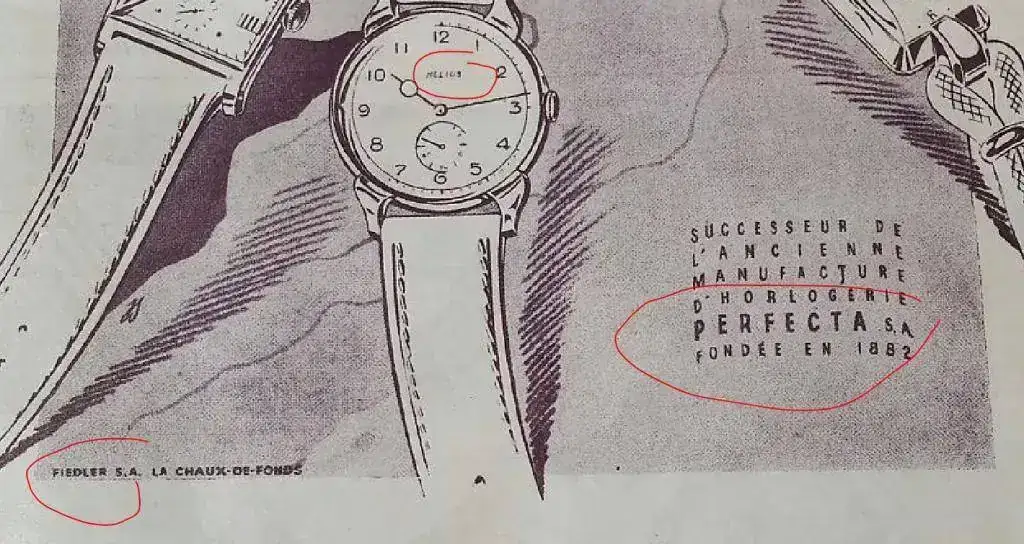 12
11 1
10 HELIOS 2
9 3
8 4
7 5
6
SUCCESSEUR DE
L'ANCIENNE
MANUFACTURE
D'HORLOGERIE
PERFECTA S.A.
FONDÉE EN 1882
FIEDLER S.A. LA CHAUX-DE-FONDS